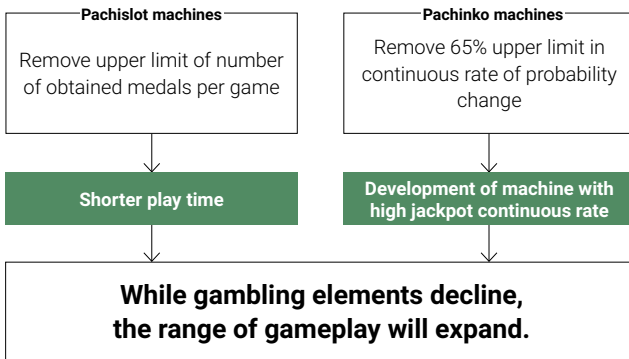 Pachislot machines
Remove upper limit of number
of obtained medals per game
Pachinko machines
Remove 65% upper limit in
continuous rate of probability
change
Shorter play time
Development of machine with
high jackpot continuous rate
While gambling elements decline,
the range of gameplay will expand.